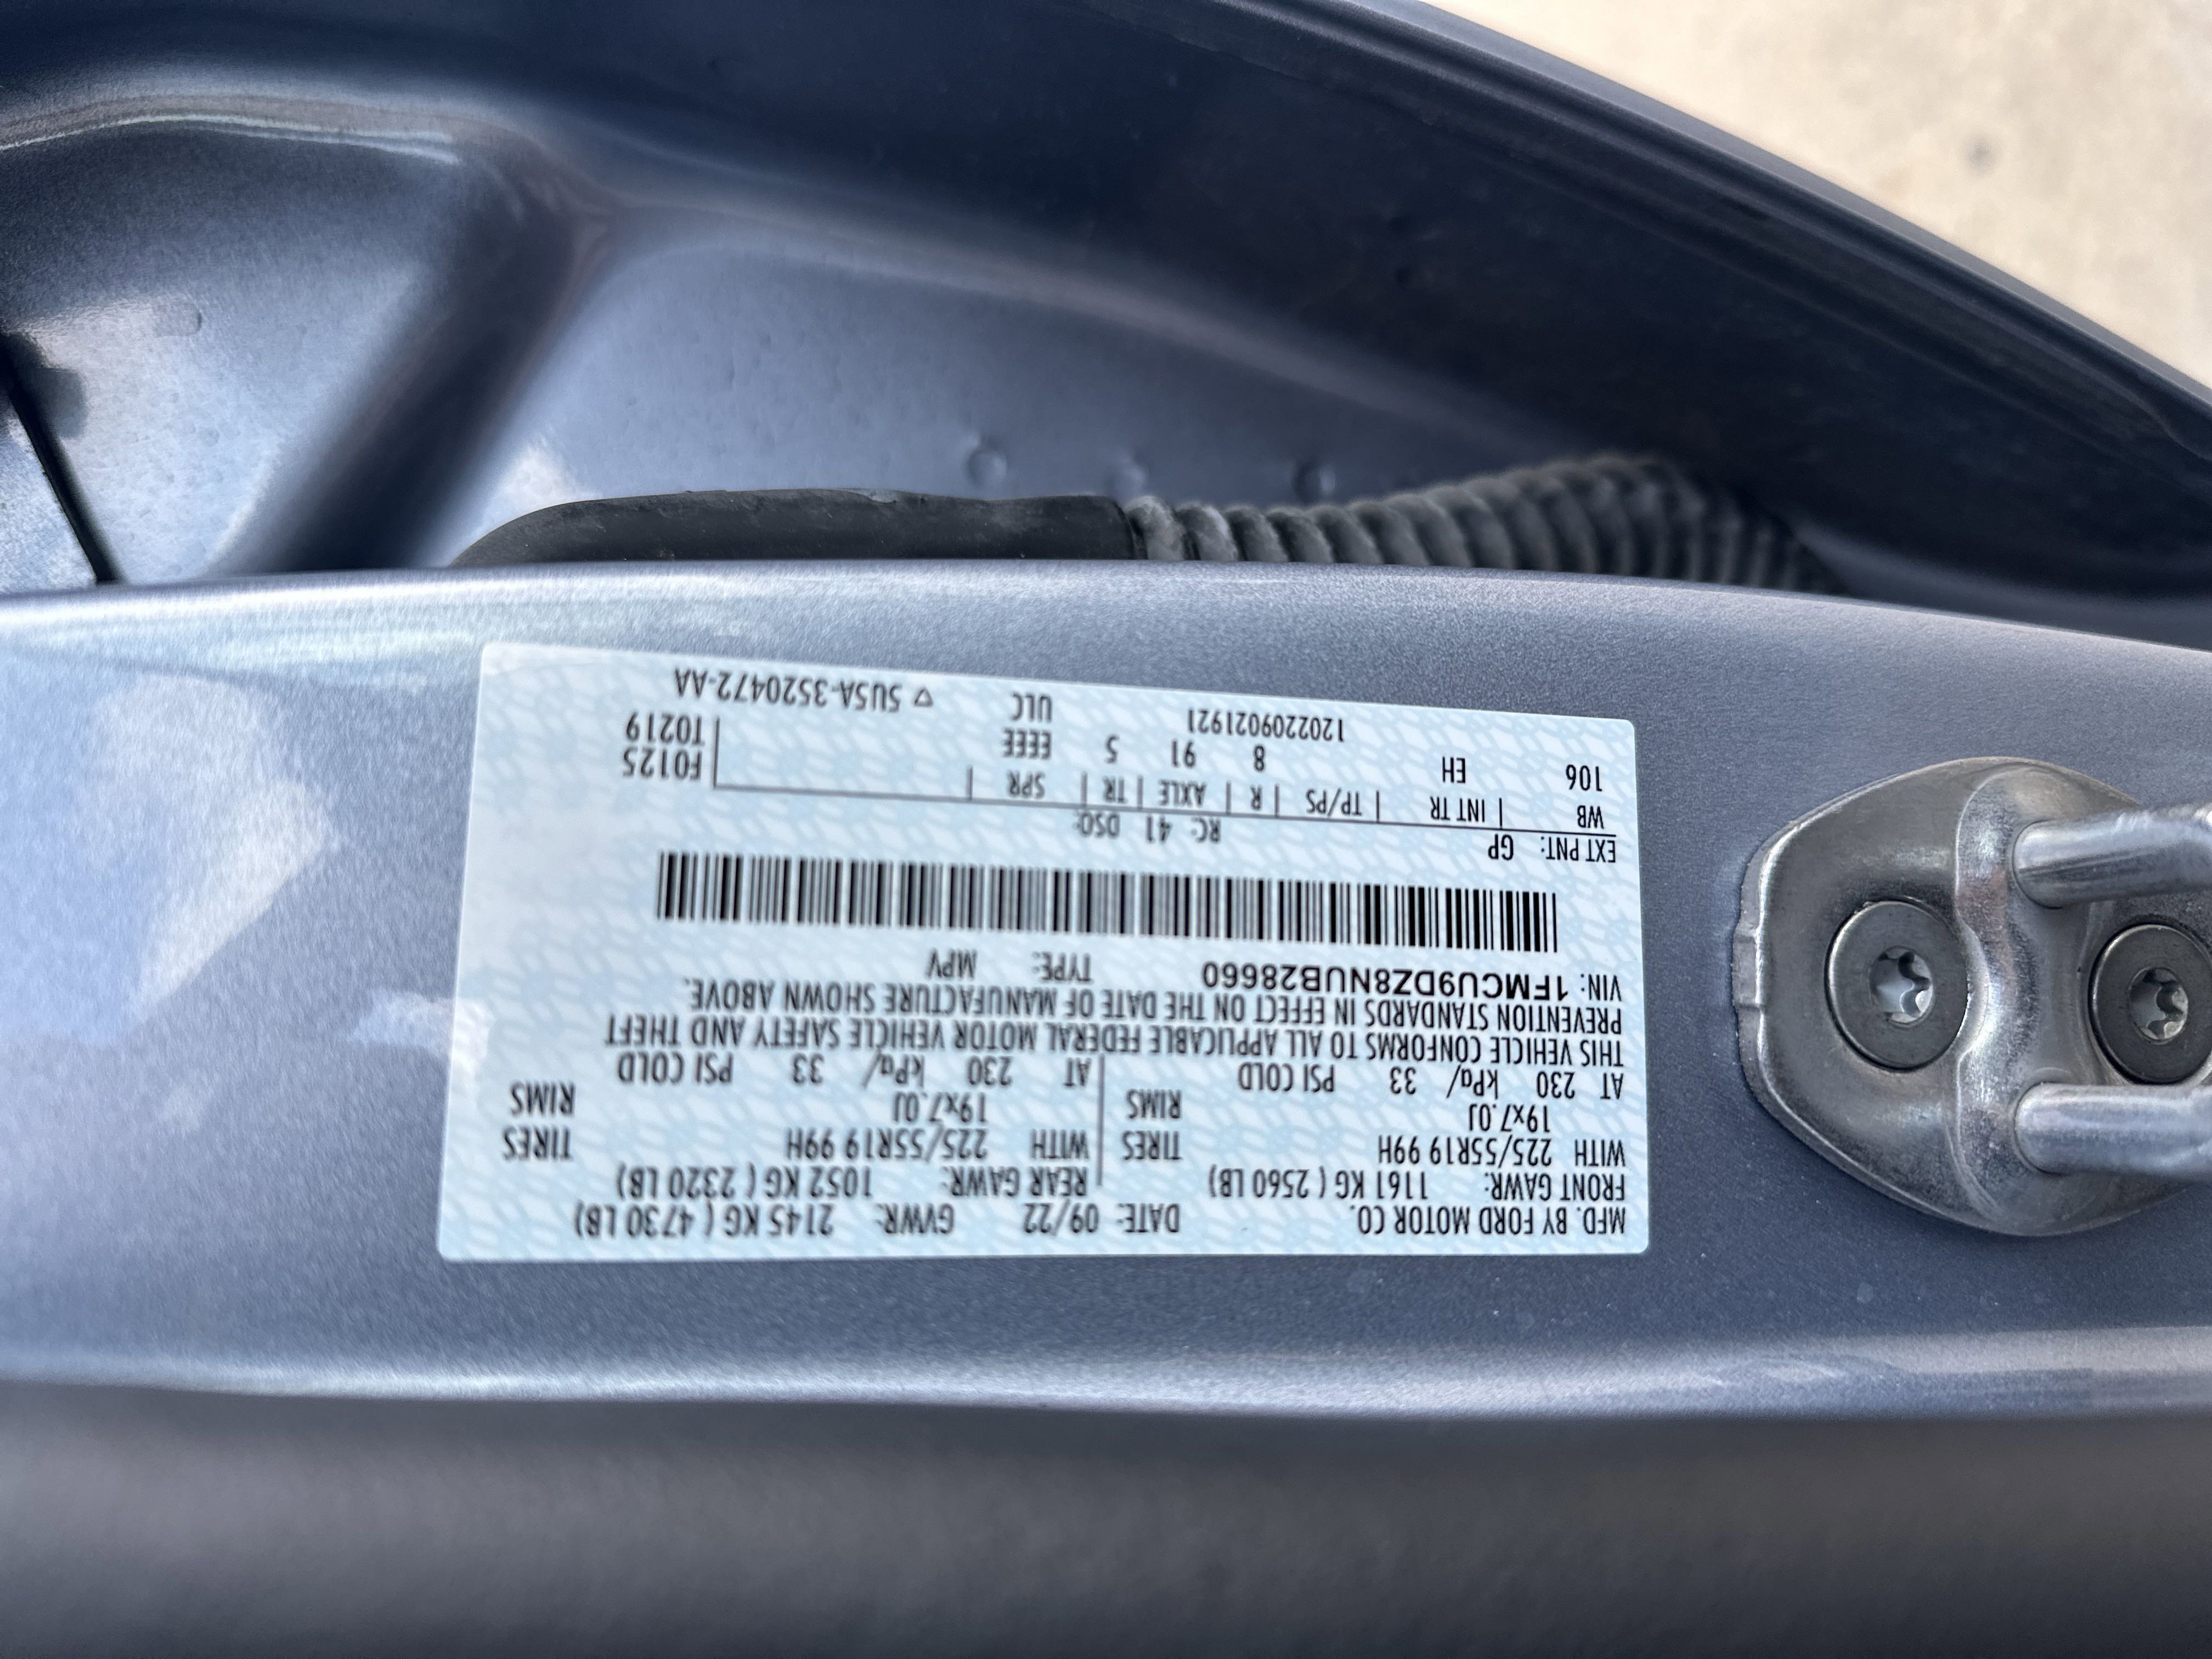 MFD. BY FORD MOTOR CO. DATE: 09/22 GVWR: 2145 KG ( 4730 LB)
FRONT GAWR: 1161 KG ( 2560 LB) REAR GAWR: 1052 KG ( 2320 LB)
WITH 225/55R19 99H TIRES WITH 225/55R19 99H TIRES
19x7.0J RIMS 19x7.0J RIMS
AT 230 kPa/ 33 PSI COLD AT 230 kPa/ 33 PSI COLD
THIS VEHICLE CONFORMS TO ALL APPLICABLE FEDERAL MOTOR VEHICLE SAFETY AND THEFT
PREVENTION STANDARDS IN EFFECT ON THE DATE OF MANUFACTURE SHOWN ABOVE.
VIN: 1FMCU9DZ8NUB28660 TYPE: MPV
EXT PNT: GP RC: 41 DSO:
WB | INT TR | TP/PS | R | AXLE | TR | SPR | F0125
106 EH 8 91 5 EEEE T0219
1202209021921 ULC ▽ 5U5A-3520472-AA